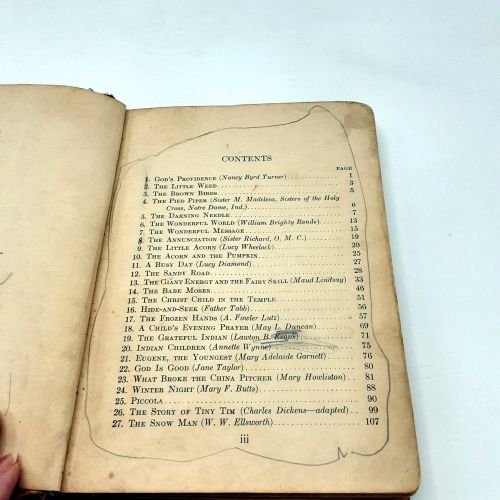 CONTENTS
PAGE
1. God's Providence (Nancy Byrd Turner) 1
2. The Little Weed 3
3. The Brown Birds 5
4. The Pied Piper (Sister M. Madeleva, Sisters of the Holy
Cross, Notre Dame, Ind.) 6
5. The Darning Needle 7
6. The Wonderful World (William Brighty Rands) 13
7. The Wonderful Message 15
8. The Annunciation (Sister Richard, O. M. C.) 19
9. The Little Acorn (Lucy Wheelock) 20
10. The Acorn and the Pumpkin 25
11. A Busy Day (Lucy Diamond) 27
12. The Sandy Road 28
13. The Giant Energy and the Fairy Skill (Maud Lindsay) 33
14. The Babe Moses 46
15. The Christ Child in the Temple 51
16. Hide-and-Seek (Father Tabb) 56
17. The Frozen Hands (A. Fowler Lutz) 57
18. A Child's Evening Prayer (May L. Duncan) 69
19. The Grateful Indian (Lawton B. Evans) 71
20. Indian Children (Annette Wynne) 75
21. Eugene, the Youngest (Mary Adelaide Garnett) 76
22. God is Good (Jane Taylor) 80
23. What Broke the China Pitcher (Mary Howliston) 81
24. Winter Night (Mary F. Butts) 88
25. Piccola 90
26. The Story of Tiny Tim (Charles Dickens—adapted) 99
27. The Snow Man (W. W. Ellsworth) 107
iii